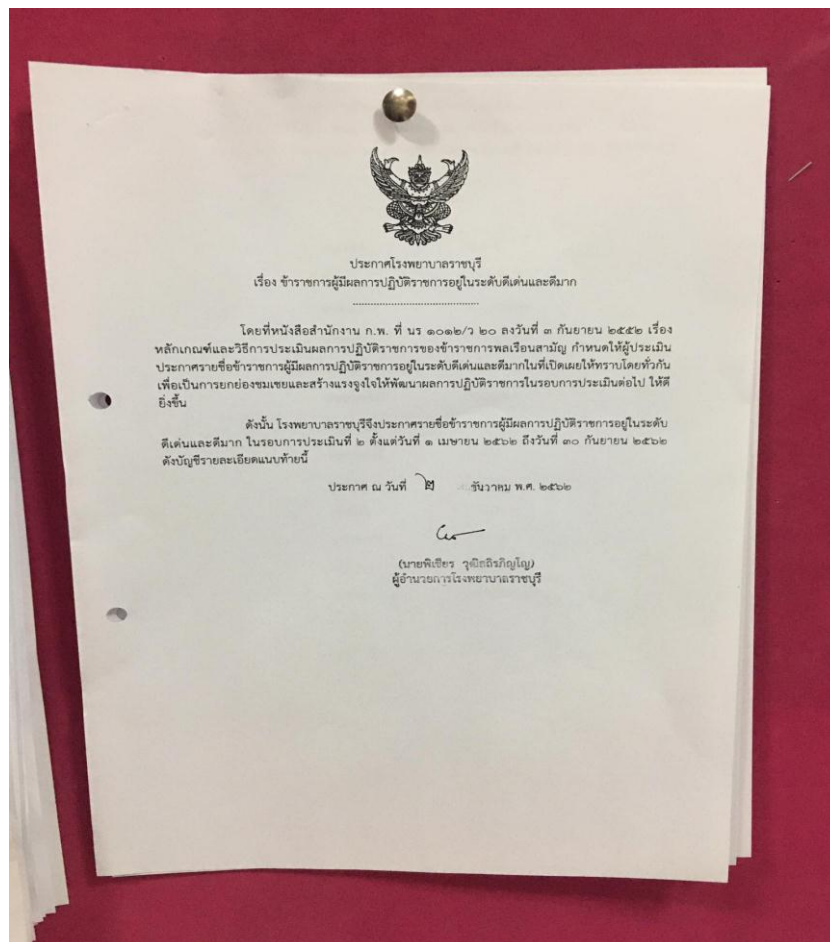 ประกาศโรงพยาบาลราชบุรี
เรื่อง ข้าราชการผู้มีผลการปฏิบัติราชการอยู่ในระดับดีเด่นและดีมาก
โดยที่หนังสือสำนักงาน ก.พ. ที่ นร ๑๐๑๒/ว ๒๐ ลงวันที่ ๓ กันยายน ๒๕๕๒ เรื่อง
หลักเกณฑ์และวิธีการประเมินผลการปฏิบัติราชการของข้าราชการพลเรือนสามัญ กำหนดให้ผู้ประเมิน
ประกาศรายชื่อข้าราชการผู้มีผลการปฏิบัติราชการอยู่ในระดับดีเด่นและดีมากในที่เปิดเผยให้ทราบโดยทั่วกัน
เพื่อเป็นการยกย่องชมเชยและสร้างแรงจูงใจให้พัฒนาผลการปฏิบัติราชการในรอบการประเมินต่อไป ให้ดี
ยิ่งขึ้น
ดังนั้น โรงพยาบาลราชบุรีจึงประกาศรายชื่อข้าราชการผู้มีผลการปฏิบัติราชการอยู่ในระดับ
ดีเด่นและดีมาก ในรอบการประเมินที่ ๒ ตั้งแต่วันที่ ๑ เมษายน ๒๕๖๒ ถึงวันที่ ๓๐ กันยายน ๒๕๖๒
ดังบัญชีรายละเอียดแนบท้ายนี้
ประกาศ ณ วันที่ ๒ ธันวาคม พ.ศ. ๒๕๖๒
(นายพิเชียร วุฒิสถิรภิญโญ)
ผู้อำนวยการโรงพยาบาลราชบุรี